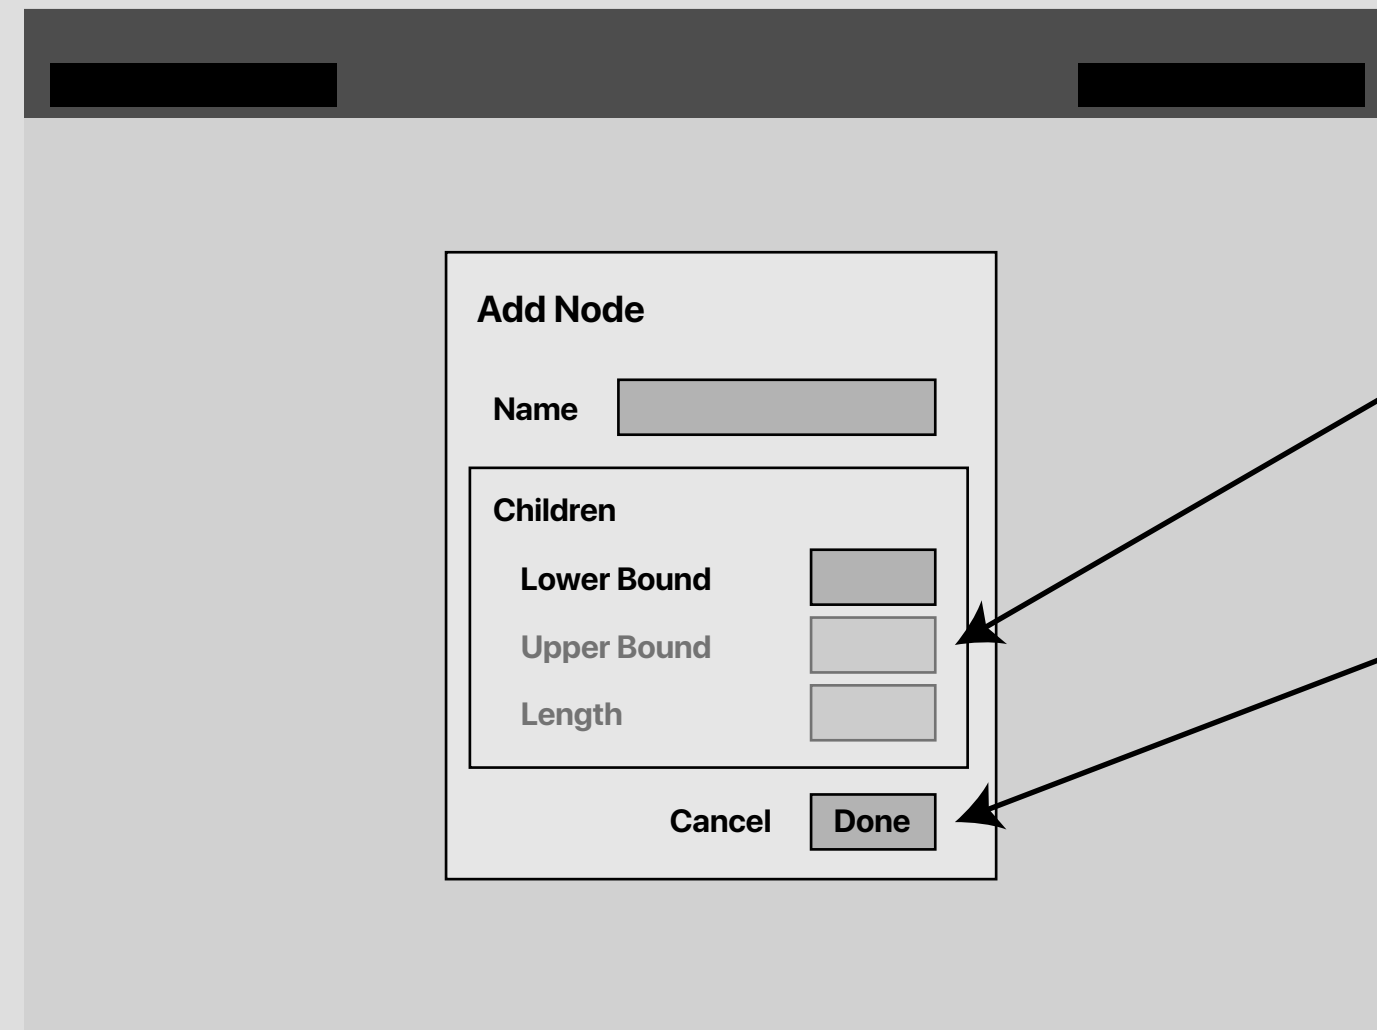 Add Node
Name
Children
Lower Bound
Upper Bound
Length
Cancel Done